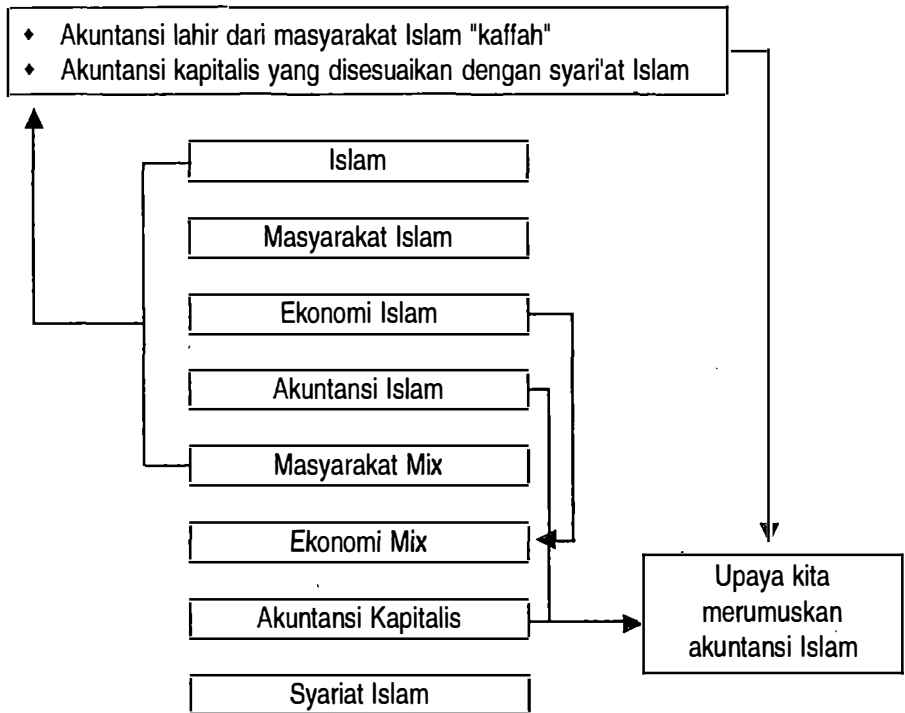 ♦ Akuntansi lahir dari masyarakat Islam "kaffah"
♦ Akuntansi kapitalis yang disesuaikan dengan syari'at Islam
Islam
Masyarakat Islam
Ekonomi Islam
Akuntansi Islam
Masyarakat Mix
Ekonomi Mix
Akuntansi Kapitalis
Syariat Islam
Upaya kita
merumuskan
akuntansi Islam